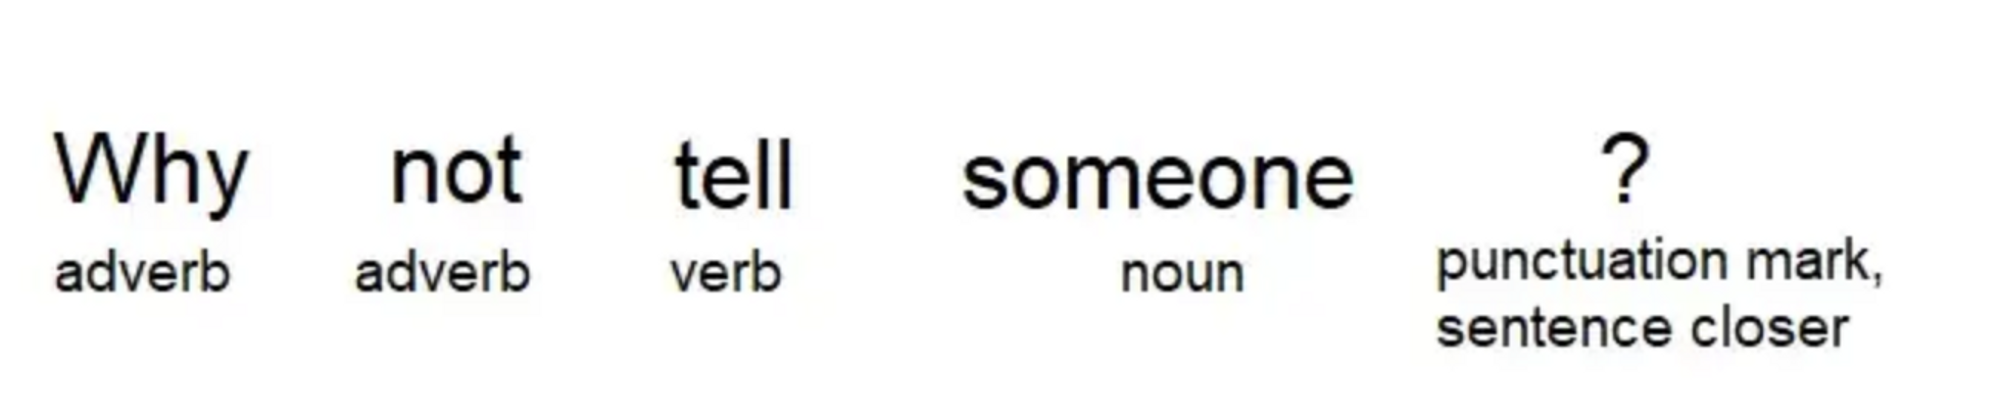 Why not tell someone ?
adverb adverb verb noun punctuation mark,
sentence closer